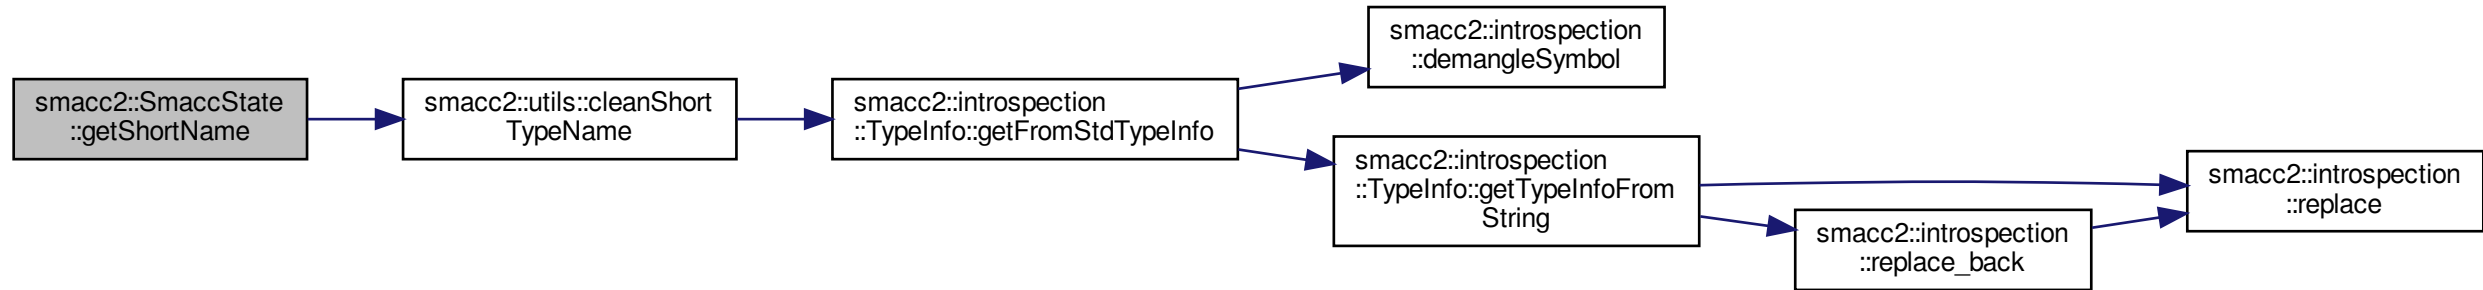 smacc2::SmaccState
::getShortName
smacc2::utils::cleanShort
TypeName
smacc2::introspection
::TypeInfo::getFromStdTypeInfo
smacc2::introspection
::demangleSymbol
smacc2::introspection
::TypeInfo::getTypeInfoFrom
String
smacc2::introspection
::replace_back
smacc2::introspection
::replace